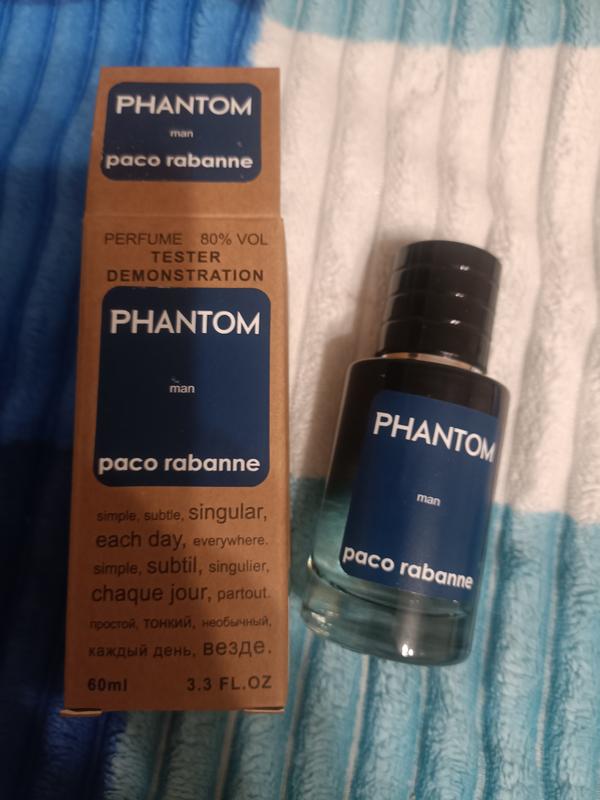 PHANTOM
man
paco rabanne
PERFUME 80% VOL
TESTER
DEMONSTRATION
PHANTOM
man
paco rabanne
simple, subtle, singular,
each day, everywhere.
simple, subtil, singulier,
chaque jour, partout.
простой, тонкий, необычный,
каждый день, везде.
60ml 3.3 FL.OZ
PHANTOM
man
paco rabanne